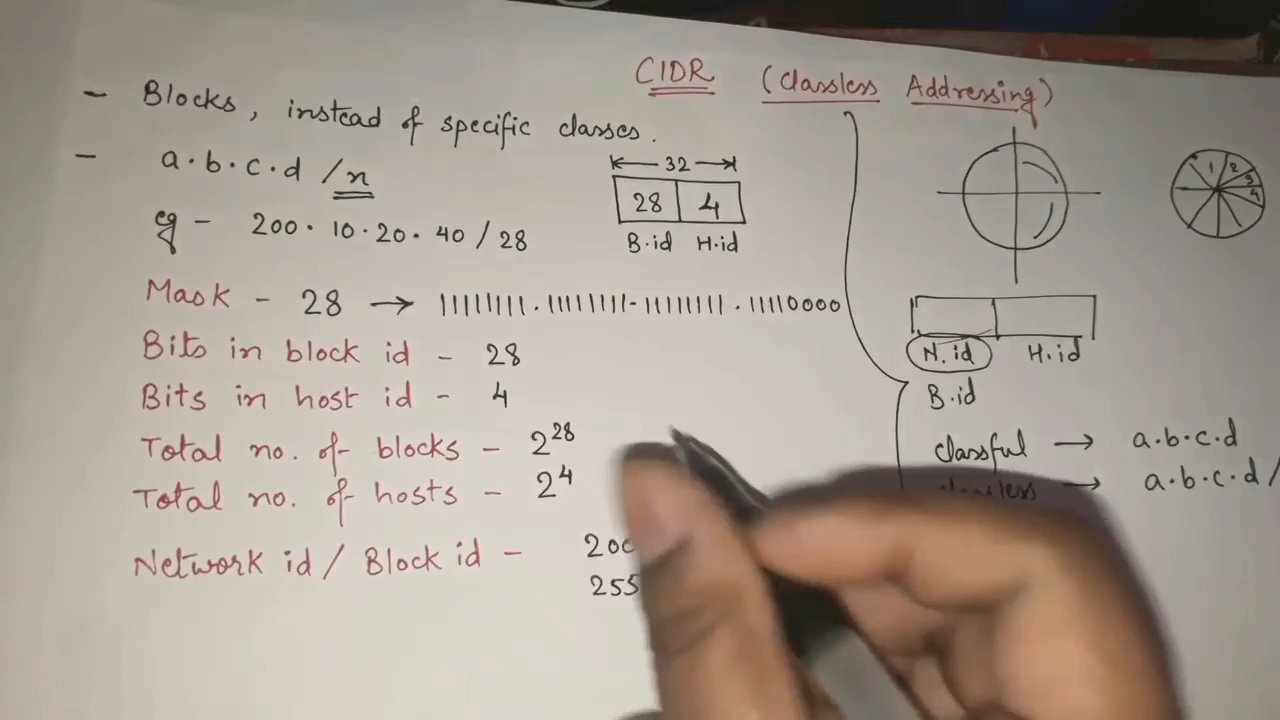 CIDR (Classless Addressing)
- Blocks, instead of specific classes.
- a.b.c.d /n
eg - 200.10.20.40/28
32
28 4
B.id H.id
Mask - 28 → 11111111.11111111.11111111.11110000
Bits in block id - 28
Bits in host id - 4
Total no. of blocks - 2^28
Total no. of hosts - 2^4
Network id / Block id - 200
255
1 2 3 4
N.id H.id
B.id
classful → a.b.c.d
→ a.b.c.d /